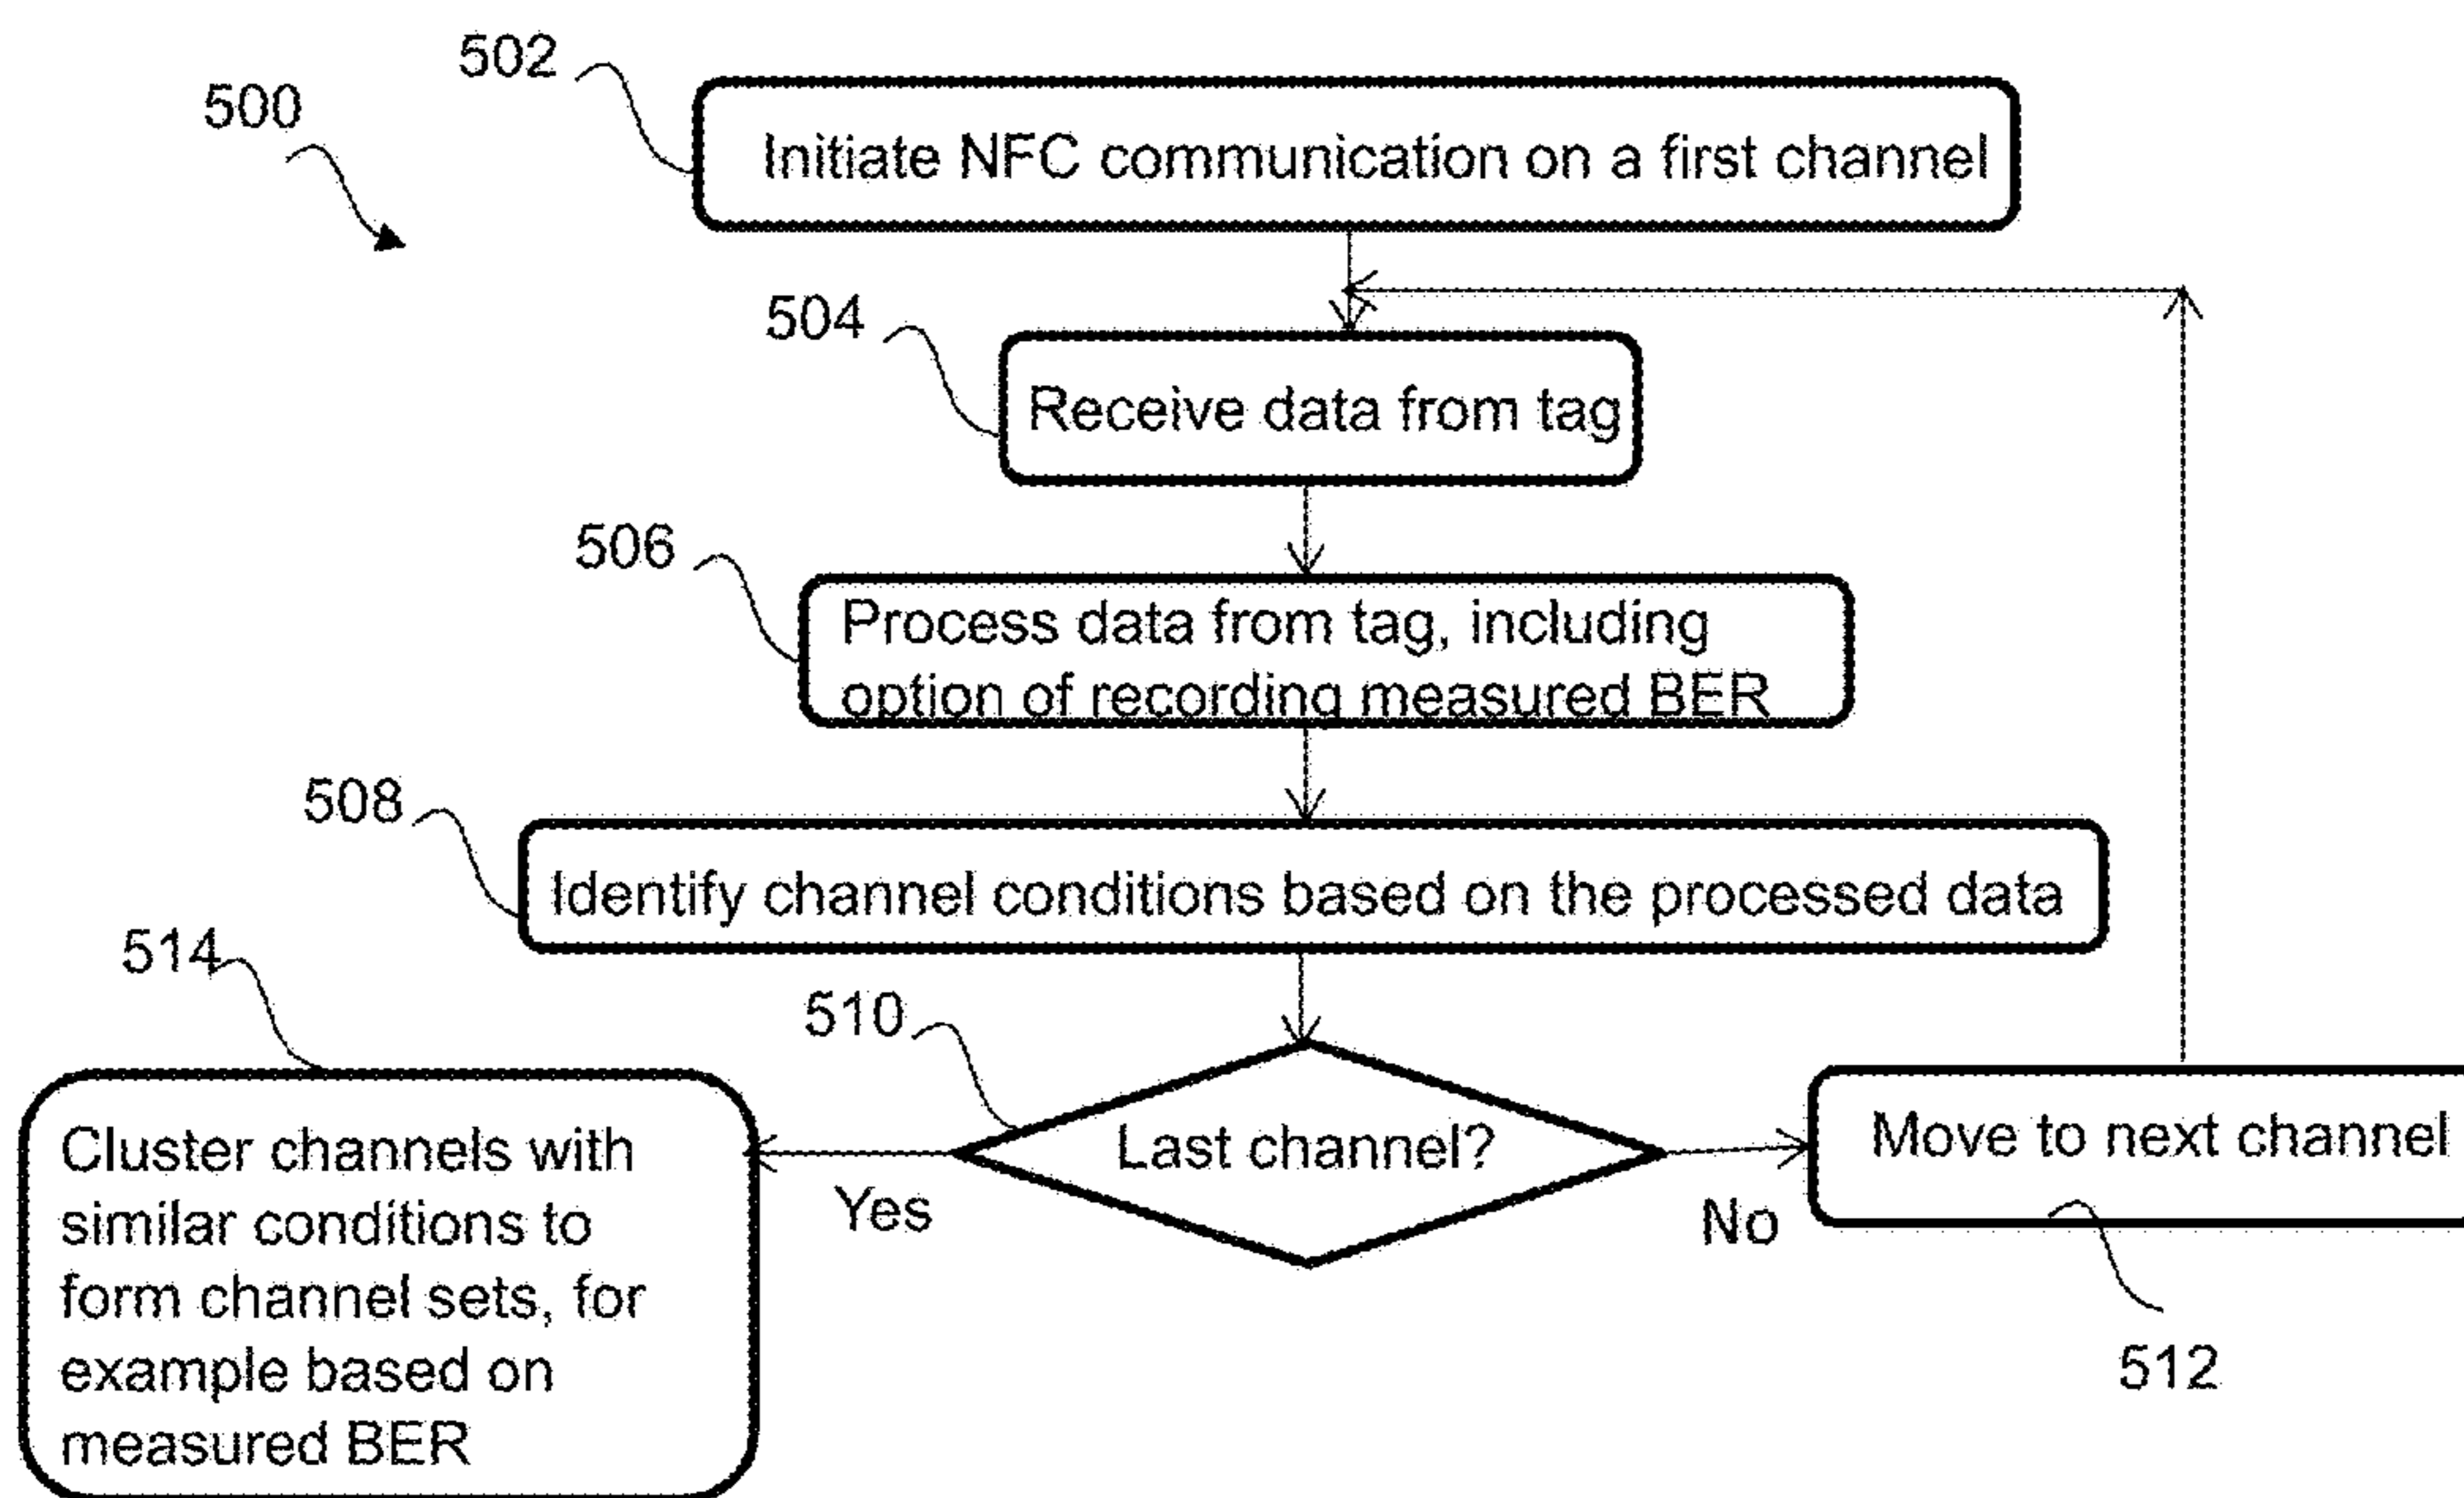 502
500
Initiate NFC communication on a first channel
504
Receive data from tag
506
Process data from tag, including
option of recording measured BER
508
Identify channel conditions based on the processed data
514
510
Cluster channels with
similar conditions to
form channel sets, for
example based on
measured BER
Last channel?
Yes
No
Move to next channel
512